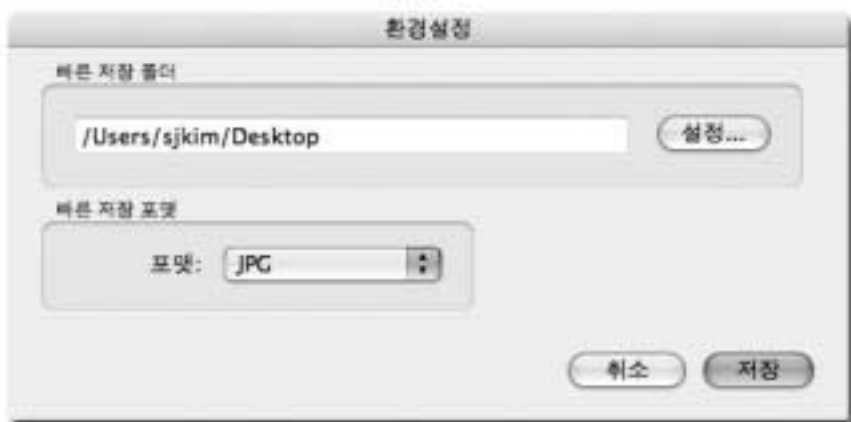 환경설정
빠른 저장 폴더
/Users/sjkim/Desktop
설정...
빠른 저장 포맷
포맷: JPG
취소
저장